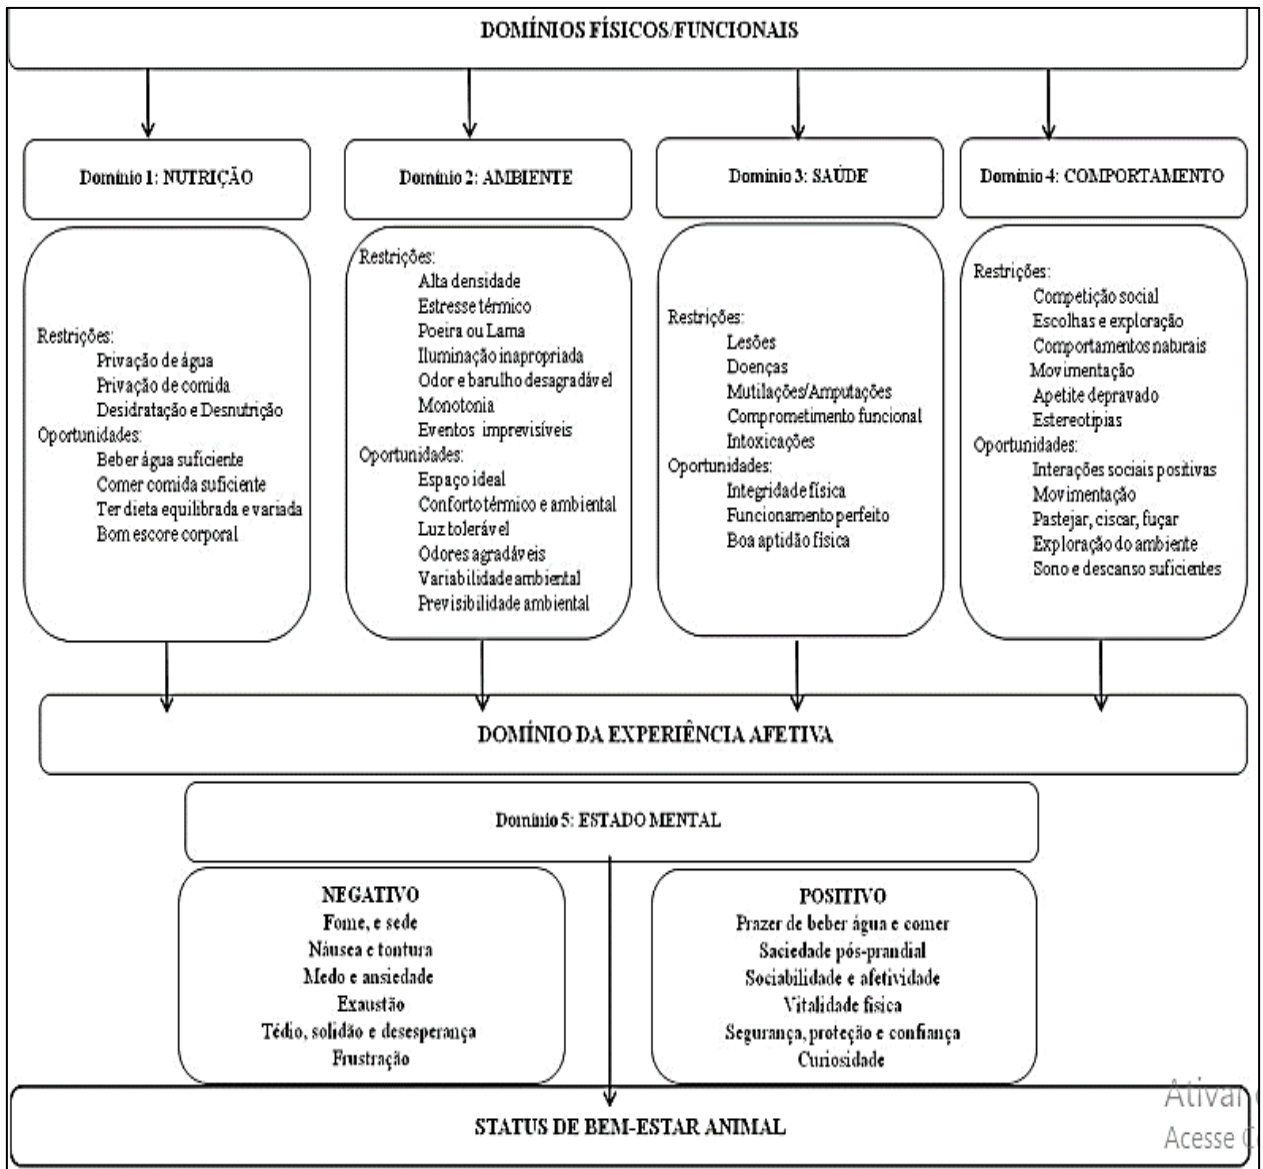 DOMÍNIOS FÍSICOS/FUNCIONAIS
Domínio 1: NUTRIÇÃO
Restrições:
Privação de água
Privação de comida
Desidratação e Desnutrição
Oportunidades:
Beber água suficiente
Comer comida suficiente
Ter dieta equilibrada e variada
Bom escore corporal
Domínio 2: AMBIENTE
Restrições:
Alta densidade
Estresse térmico
Poeira ou Lama
Iluminação inapropriada
Odor e barulho desagradável
Monotonia
Eventos imprevisíveis
Oportunidades:
Espaço ideal
Conforto térmico e ambiental
Luz tolerável
Odores agradáveis
Variabilidade ambiental
Previsibilidade ambiental
Domínio 3: SAÚDE
Restrições:
Lesões
Doenças
Mutilações/Amputações
Comprometimento funcional
Intoxicações
Oportunidades:
Integridade física
Funcionamento perfeito
Boa aptidão física
Domínio 4: COMPORTAMENTO
Restrições:
Competição social
Escolhas e exploração
Comportamentos naturais
Movimentação
Apetite depravado
Estereotipias
Oportunidades:
Interações sociais positivas
Movimentação
Pastejar, ciscar, fuçar
Exploração do ambiente
Sono e descanso suficientes
DOMÍNIO DA EXPERIÊNCIA AFETIVA
Domínio 5: ESTADO MENTAL
NEGATIVO
Fome, e sede
Náusea e tontura
Medo e ansiedade
Exaustão
Tédio, solidão e desesperança
Frustração
POSITIVO
Prazer de beber água e comer
Saciedade pós-prandial
Sociabilidade e afetividade
Vitalidade física
Segurança, proteção e confiança
Curiosidade
STATUS DE BEM-ESTAR ANIMAL
Ativar
Acesse